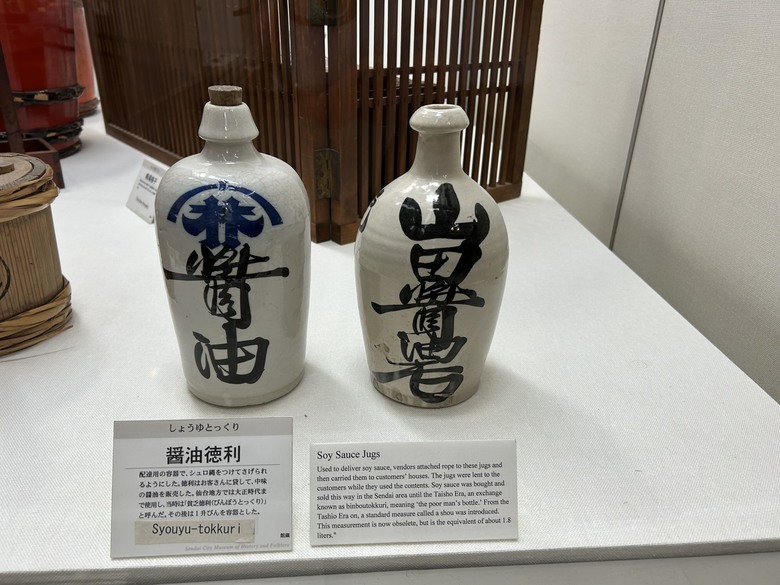 醤
油
山
田
醤
油
しょうゆとっくり
醤油徳利
配達用の容器で、シュロ縄をつけてさげられ
るようにした。徳利はお客さんに貸して、中味
の醤油を販売した。仙台地方では大正時代ま
で使用し、当時は「貧乏徳利（びんぼうとっくり）」
と呼んだ。その後は1升びんを容器とした。
Syouyu-tokkuri
館蔵
Sendai City Museum of History and
Soy Sauce Jugs
Used to deliver soy sauce, vendors attached rope to these jugs and
then carried them to customers' houses. The jugs were lent to the
customers while they used the contents. Soy sauce was bought and
sold this way in the Sendai area until the Taisho Era, an exchange
known as binboutokkuri, meaning 'the poor man's bottle.' From the
Tashio Era on, a standard measure called a shou was introduced.
This measurement is now obsolete, but is the equivalent of about 1.8
liters."